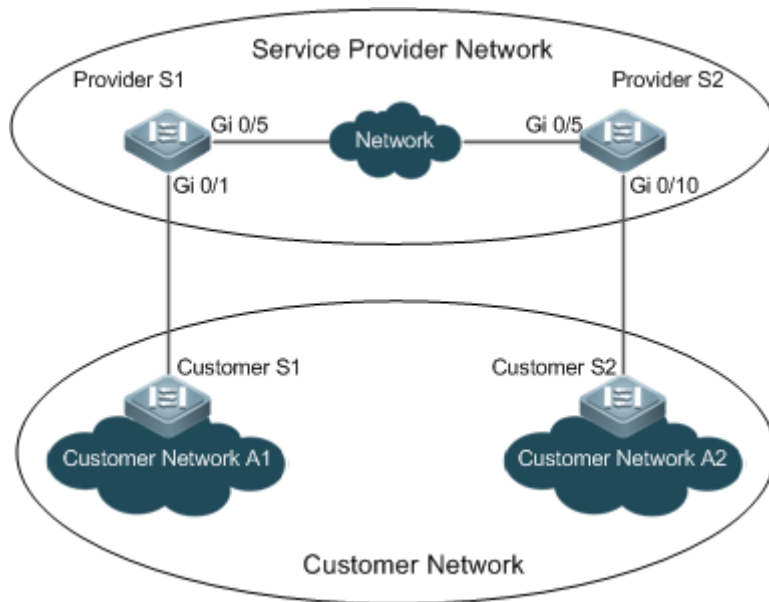 Service Provider Network
Provider S1
Provider S2
Gi 0/5
Network
Gi 0/5
Gi 0/1
Gi 0/10
Customer S1
Customer S2
Customer Network A1
Customer Network A2
Customer Network